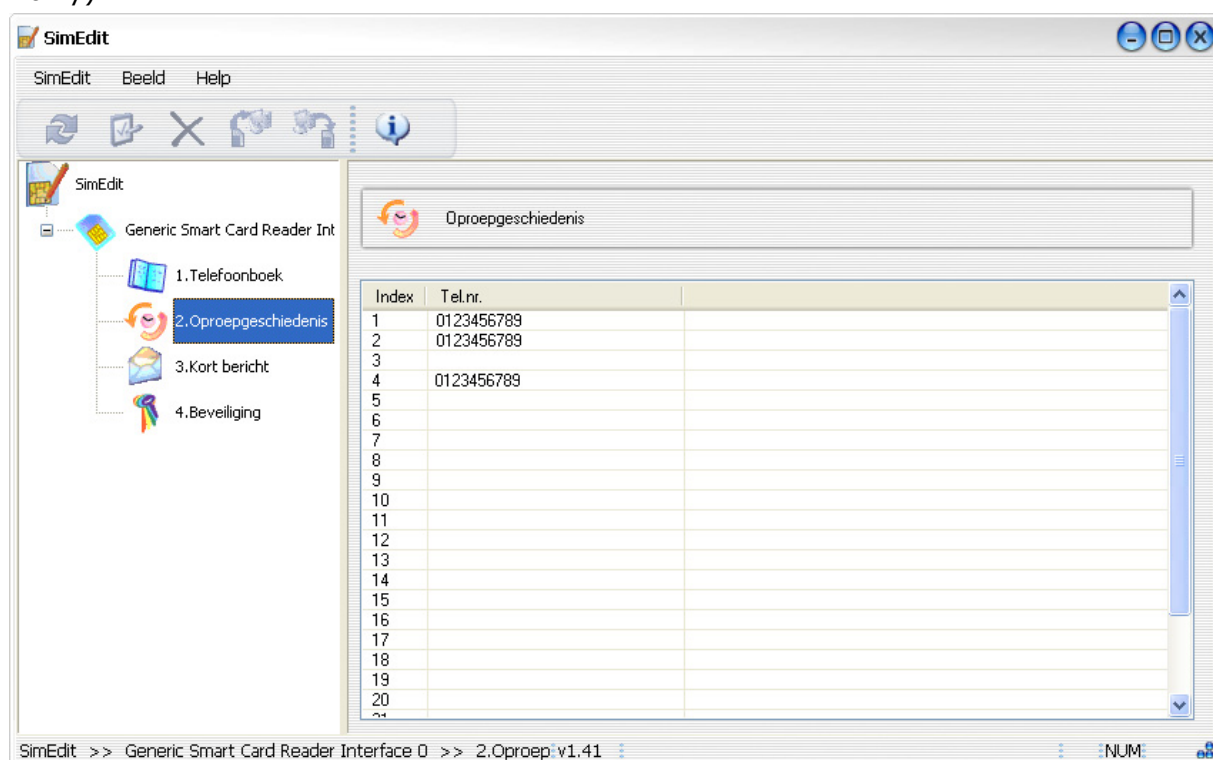 SimEdit
SimEdit Beeld Help
SimEdit
Generic Smart Card Reader Int
1.Telefoonboek
2.Oproepgeschiedenis
3.Kort bericht
4.Beveiliging
Oproepgeschiedenis
Index Tel.nr.
1 0123456789
2 0123456789
3
4 0123456789
5
6
7
8
9
10
11
12
13
14
15
16
17
18
19
20
SimEdit >> Generic Smart Card Reader Interface 0 >> 2.Oproep v1.41 NUM